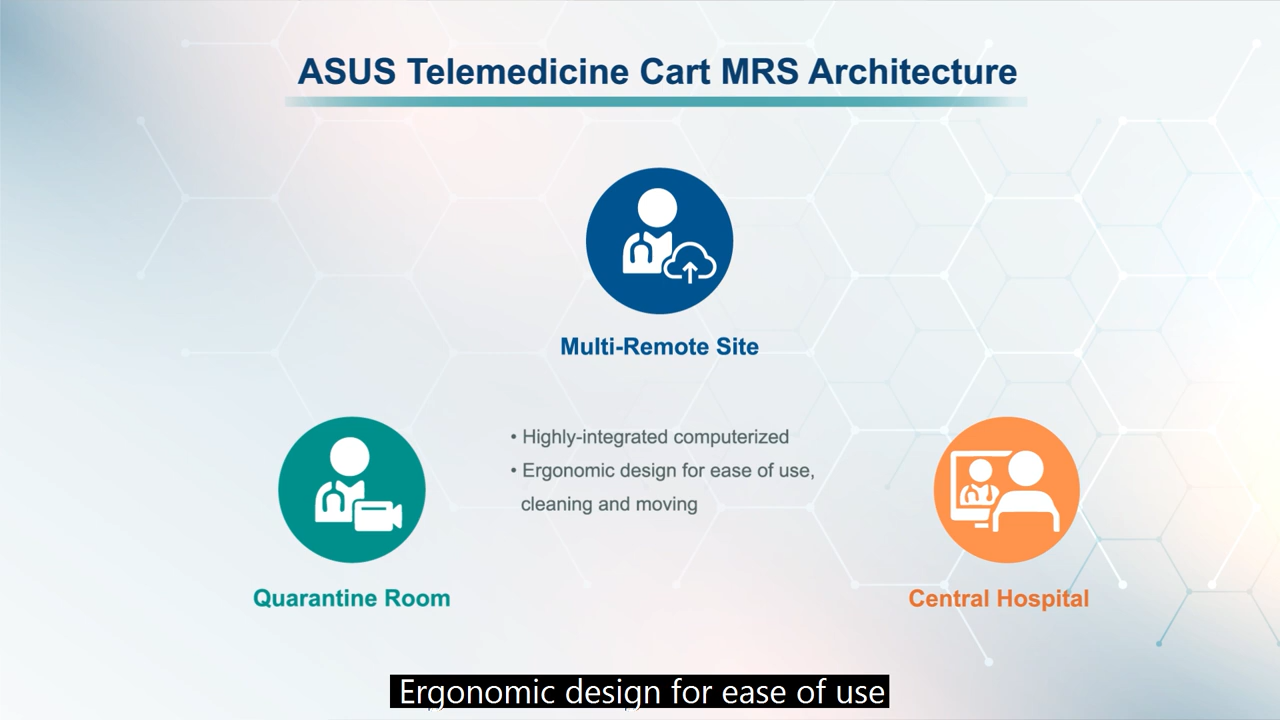 ASUS Telemedicine Cart MRS Architecture
Multi-Remote Site
• Highly-integrated computerized
• Ergonomic design for ease of use,
cleaning and moving
Quarantine Room
Central Hospital
Ergonomic design for ease of use